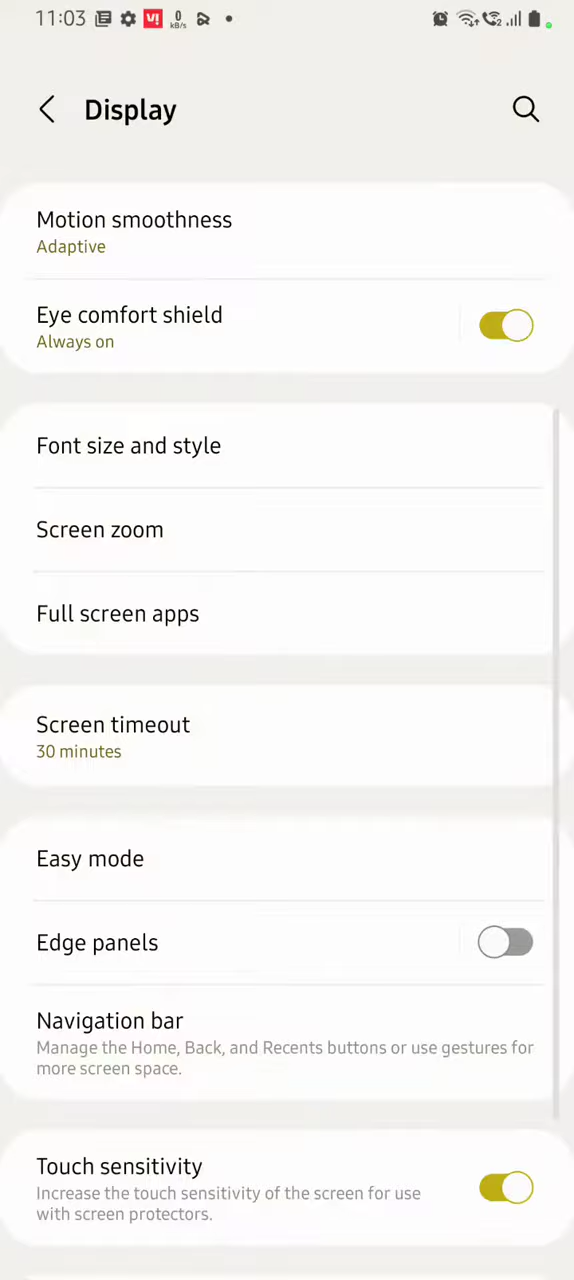 11:03 V! 0 KB/s 2
Display
Motion smoothness
Adaptive
Eye comfort shield
Always on
Font size and style
Screen zoom
Full screen apps
Screen timeout
30 minutes
Easy mode
Edge panels
Navigation bar
Manage the Home, Back, and Recents buttons or use gestures for
more screen space.
Touch sensitivity
Increase the touch sensitivity of the screen for use
with screen protectors.